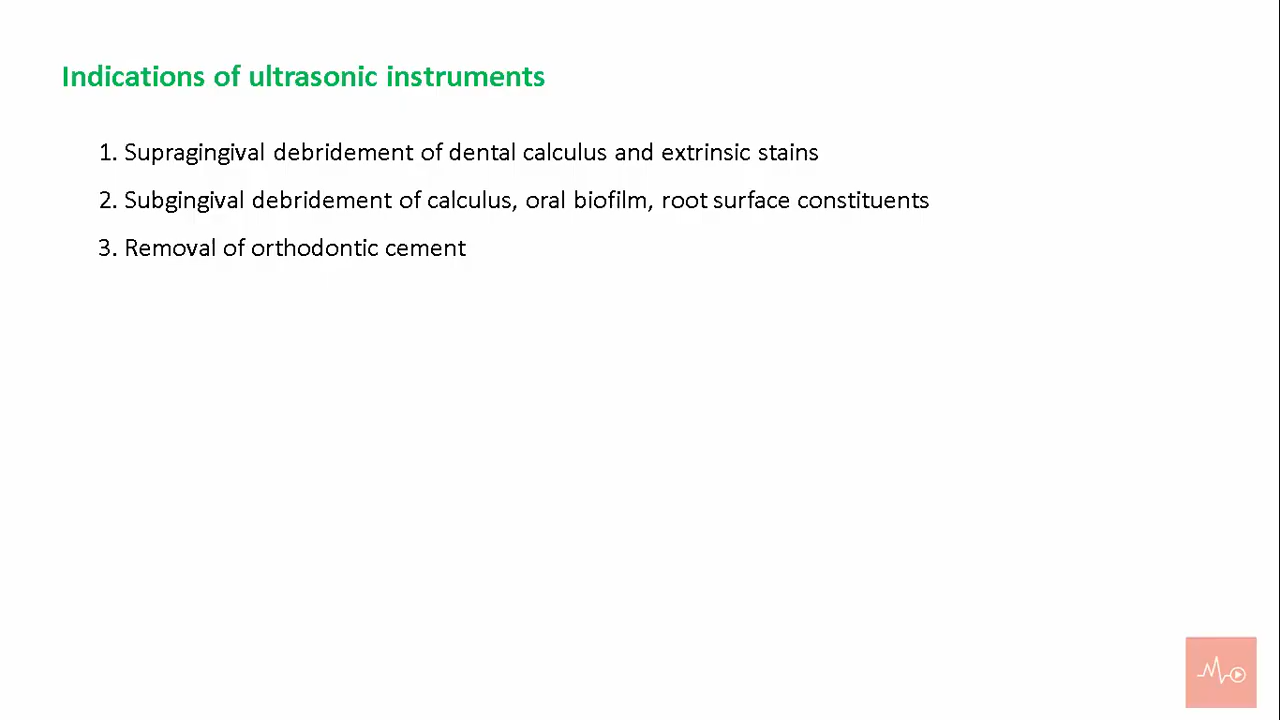 Indications of ultrasonic instruments
1. Supragingival debridement of dental calculus and extrinsic stains
2. Subgingival debridement of calculus, oral biofilm, root surface constituents
3. Removal of orthodontic cement